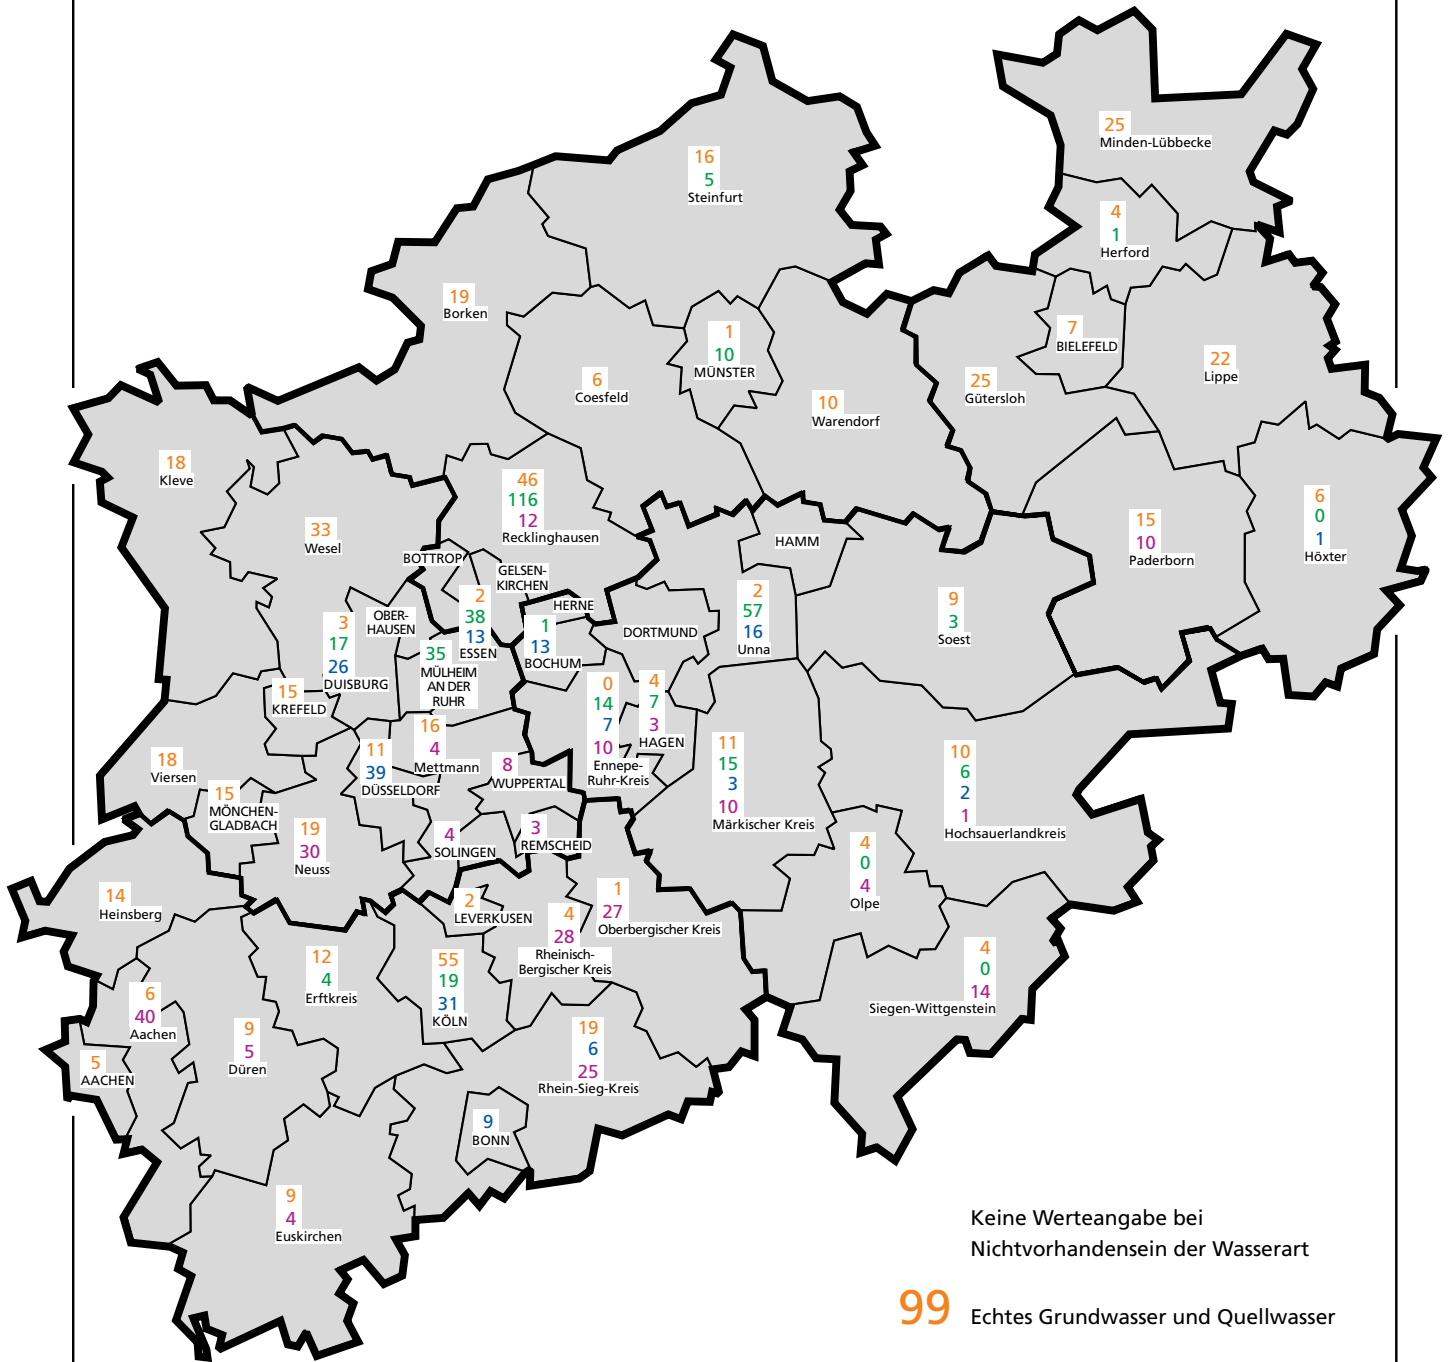 25
Minden-Lübbecke
16
5
Steinfurt
4
1
Herford
19
Borken
1
10
MÜNSTER
7
BIELEFELD
22
Lippe
6
Coesfeld
25
Gütersloh
10
Warendorf
18
Kleve
46
116
12
Recklinghausen
33
Wesel
15
10
Paderborn
6
0
1
Höxter
HAMM
BOTTROP
GELSEN-
KIRCHEN
2
38
13
ESSEN
HERNE
1
13
BOCHUM
DORTMUND
2
57
16
Unna
9
3
Soest
OBER-
HAUSEN
3
17
26
DUISBURG
35
MÜLHEIM
AN DER
RUHR
15
KREFELD
0
14
7
10
Ennepe-
Ruhr-Kreis
4
7
3
HAGEN
16
4
Mettmann
11
39
DÜSSELDORF
8
WUPPERTAL
11
15
3
10
Märkischer Kreis
10
6
2
1
Hochsauerlandkreis
18
Viersen
15
MÖNCHEN-
GLADBACH
19
30
Neuss
4
SOLINGEN
3
REMSCHEID
4
0
4
Olpe
14
Heinsberg
2
LEVERKUSEN
4
28
Rheinisch-
Bergischer Kreis
1
27
Oberbergischer Kreis
12
4
Erftkreis
55
19
31
KÖLN
4
0
14
Siegen-Wittgenstein
6
40
Aachen
5
AACHEN
9
5
Düren
19
6
25
Rhein-Sieg-Kreis
9
BONN
9
4
Euskirchen
Keine Werteangabe bei
Nichtvorhandensein der Wasserart
99 Echtes Grundwasser und Quellwasser